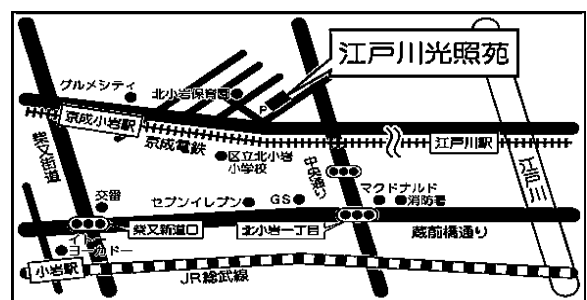 江戸川光照苑
グルメシティ
北小岩保育園
P
京成小岩駅
京成電鉄
江戸川駅
柴又街道
区立北小岩
小学校
中央通り
江戸川
交番
セブンイレブン
GS
マクドナルド
消防署
柴又新道口
北小岩一丁目
蔵前橋通り
イトー
ヨーカドー
小岩駅
JR総武線